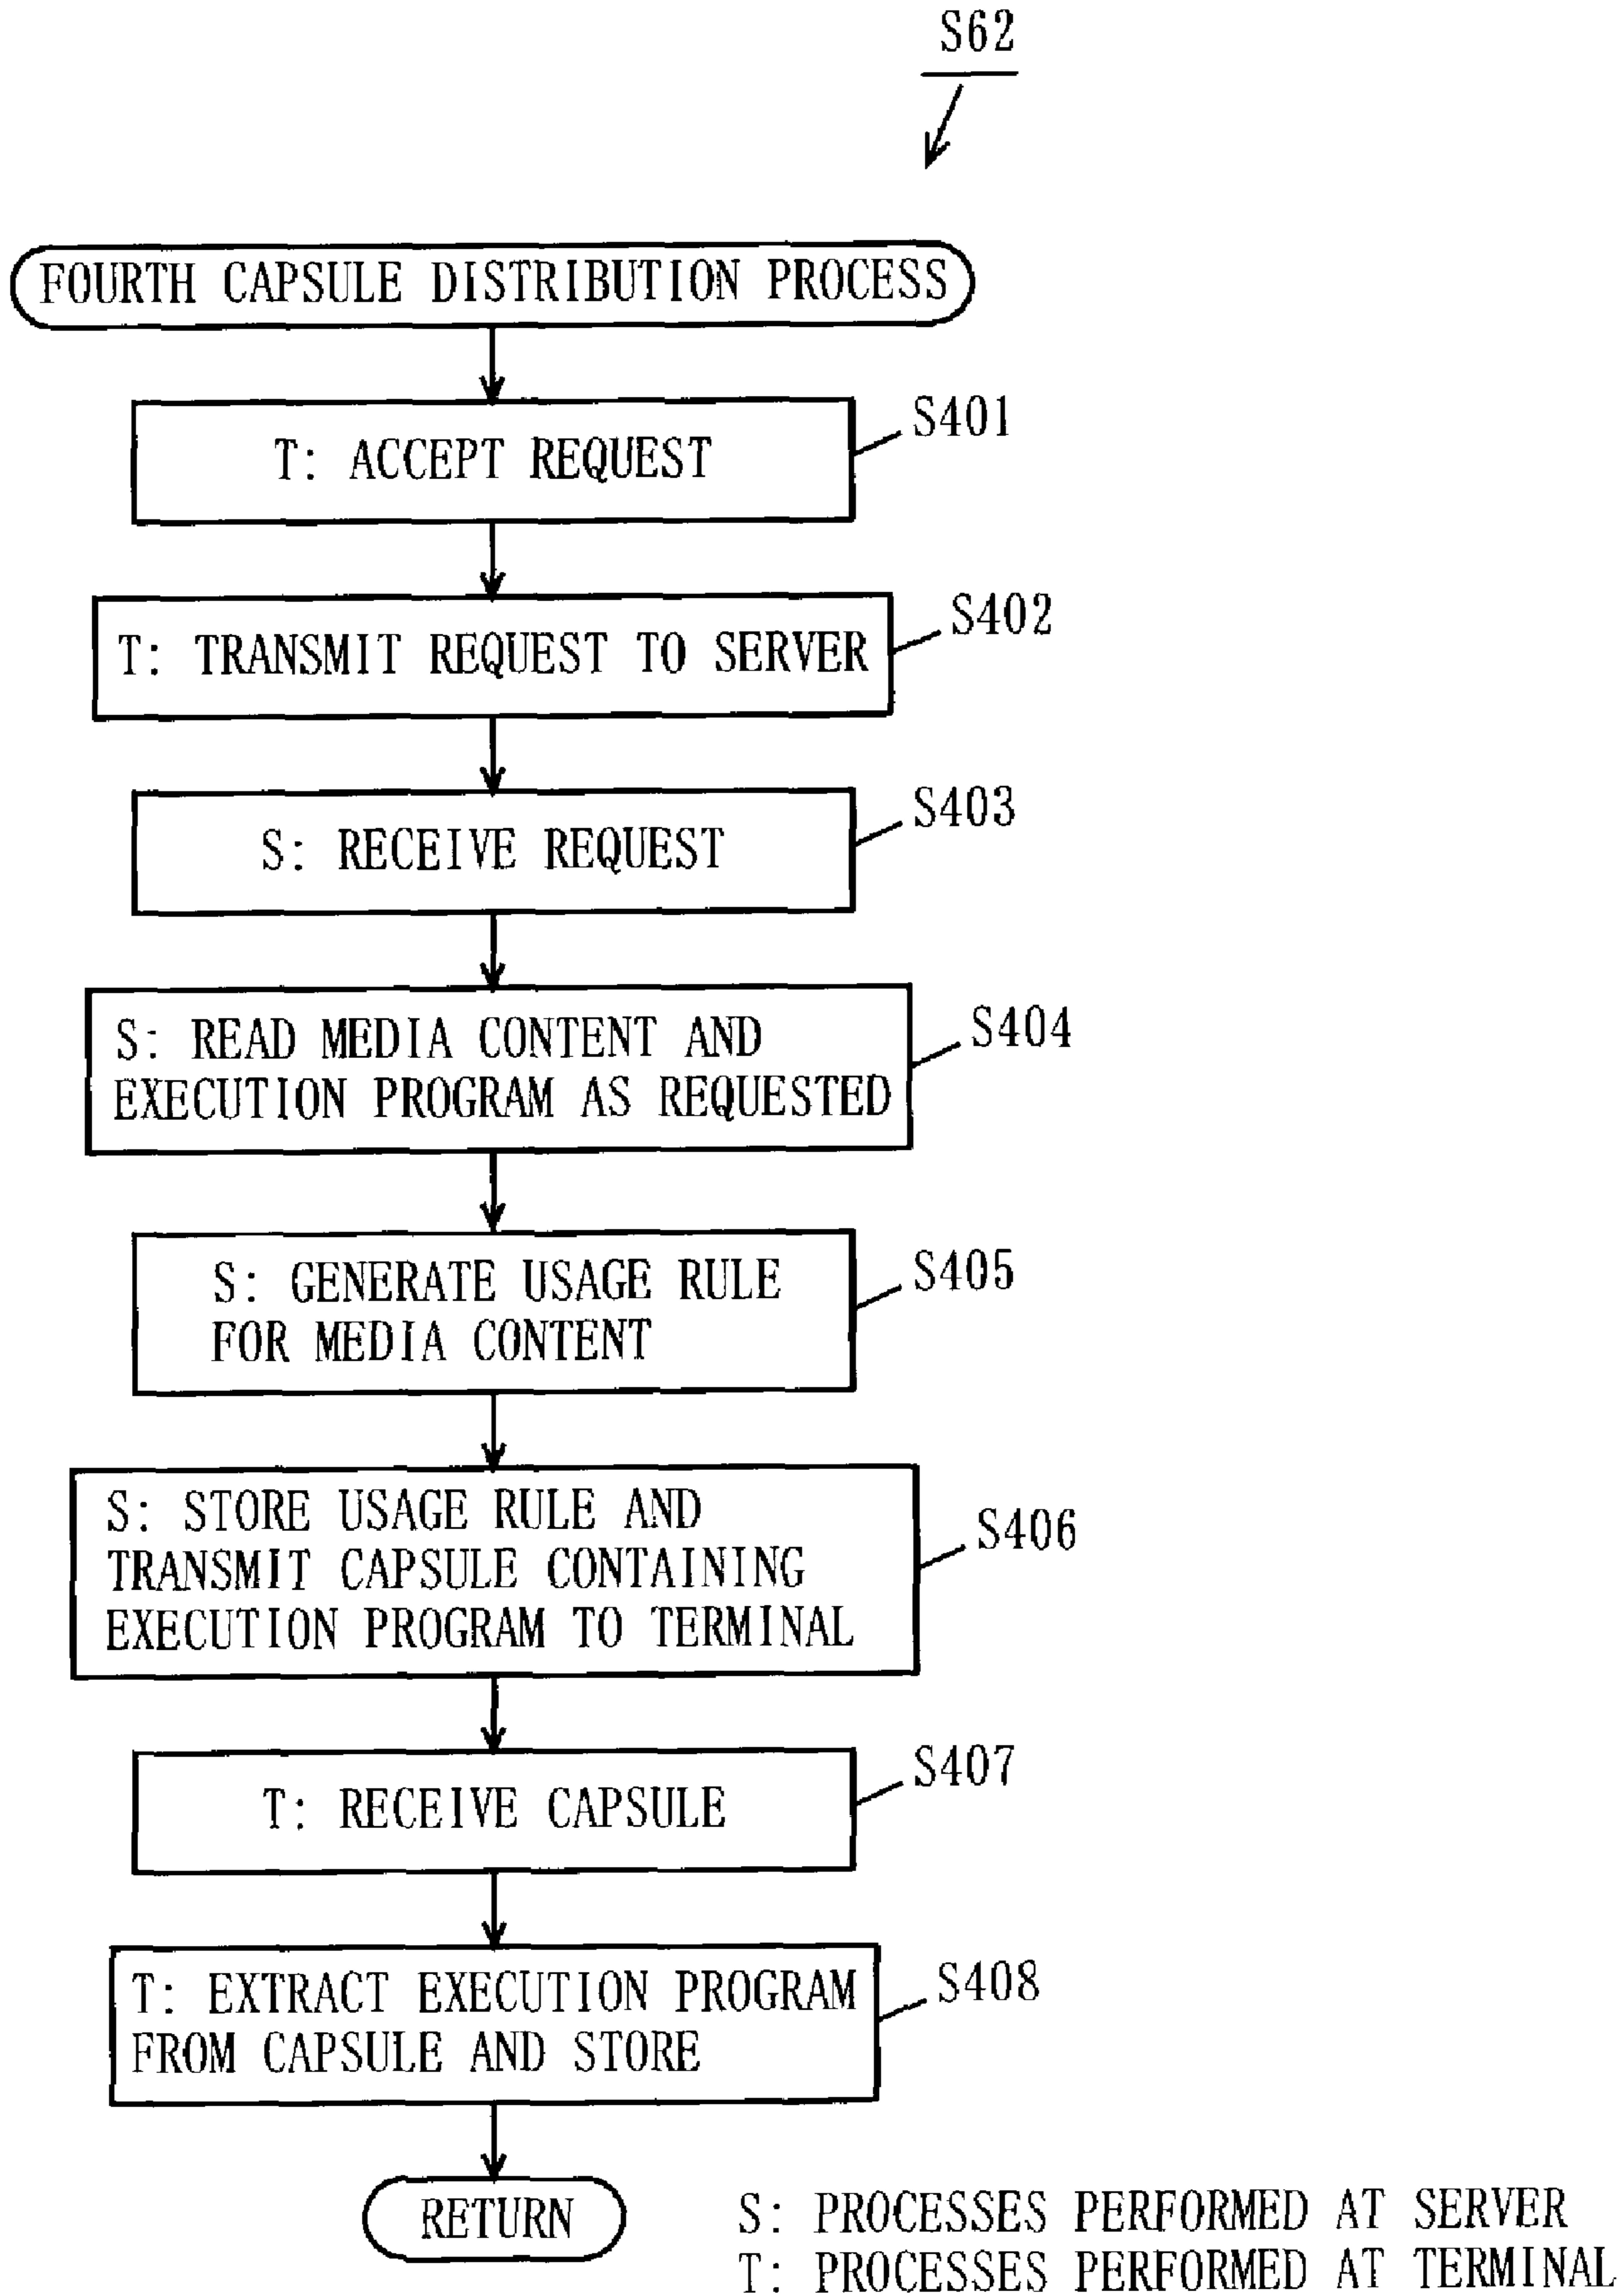 S62
FOURTH CAPSULE DISTRIBUTION PROCESS
T: ACCEPT REQUEST
S401
T: TRANSMIT REQUEST TO SERVER
S402
S: RECEIVE REQUEST
S403
S: READ MEDIA CONTENT AND
EXECUTION PROGRAM AS REQUESTED
S404
S: GENERATE USAGE RULE
FOR MEDIA CONTENT
S405
S: STORE USAGE RULE AND
TRANSMIT CAPSULE CONTAINING
EXECUTION PROGRAM TO TERMINAL
S406
T: RECEIVE CAPSULE
S407
T: EXTRACT EXECUTION PROGRAM
FROM CAPSULE AND STORE
S408
RETURN
S: PROCESSES PERFORMED AT SERVER
T: PROCESSES PERFORMED AT TERMINAL